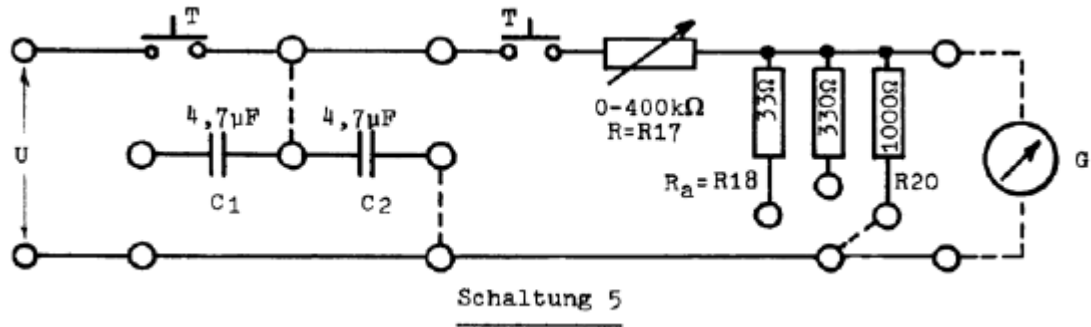 T
T
33Ω
330Ω
1000Ω
0-400kΩ
R=R17
4,7µF
4,7µF
U
G
Rₐ=R18
R20
C1
C2
Schaltung 5